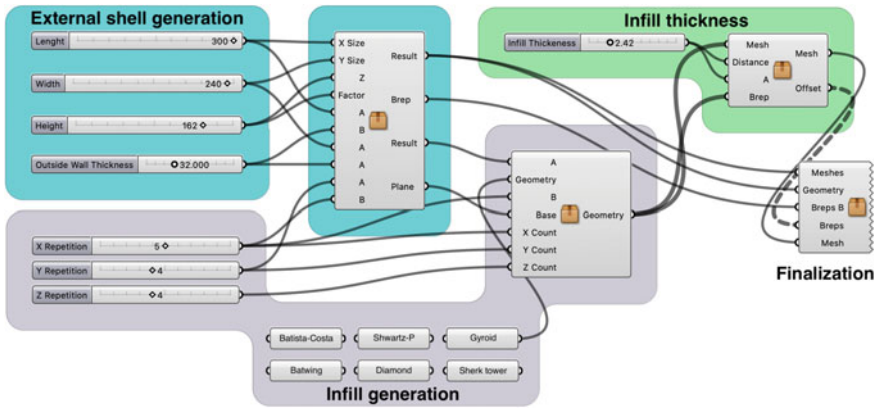 External shell generation
Lenght 300
Width 240
Height 162
Outside Wall Thickness 32.000
X Size
Y Size
Z
Factor
A
B
A
A
A
B
Result
Brep
Result
Plane
Infill thickness
Infill Thickeness 2.42
Mesh
Distance
A
Brep
Mesh
Offset
X Repetition 5
Y Repetition 4
Z Repetition 4
A
Geometry
B
Base
X Count
Y Count
Z Count
Geometry
Meshes
Geometry
Breps B
Breps
Mesh
Finalization
Batista-Costa
Shwartz-P
Gyroid
Batwing
Diamond
Sherk tower
Infill generation